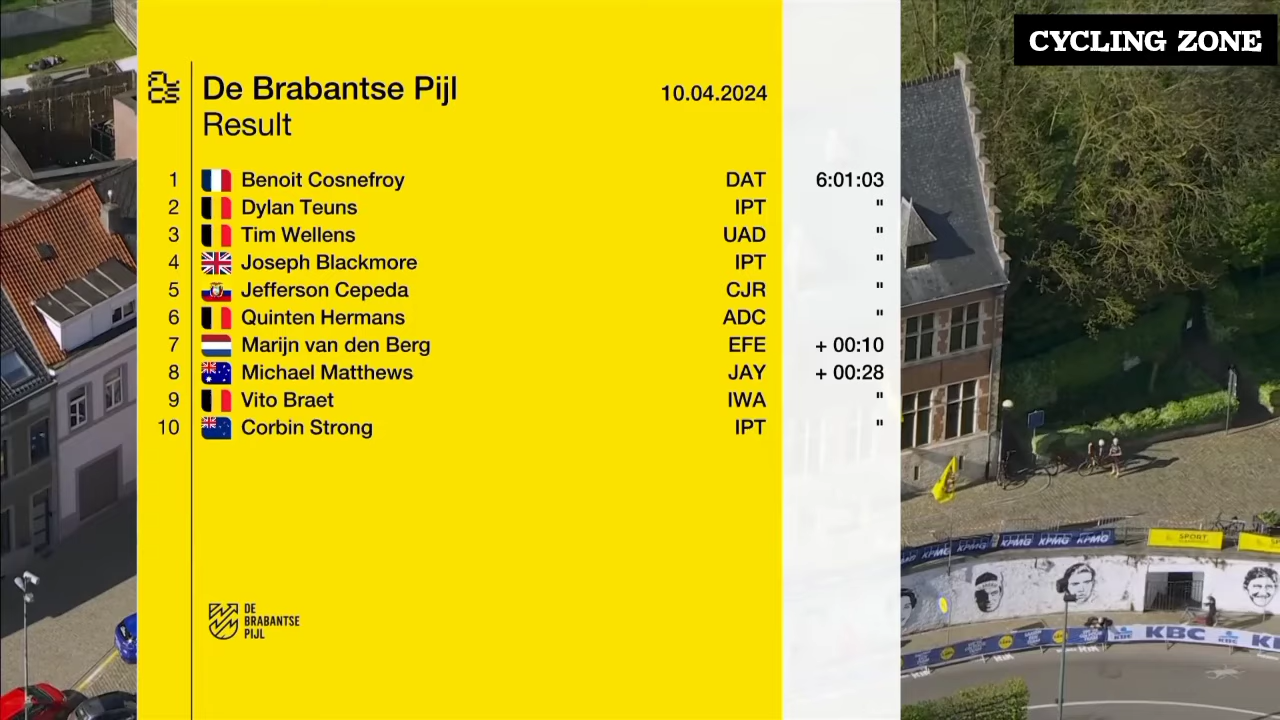 CYCLING ZONE
De Brabantse Pijl 10.04.2024
Result
1 Benoit Cosnefroy DAT 6:01:03
2 Dylan Teuns IPT "
3 Tim Wellens UAD "
4 Joseph Blackmore IPT "
5 Jefferson Cepeda CJR "
6 Quinten Hermans ADC "
7 Marijn van den Berg EFE + 00:10
8 Michael Matthews JAY + 00:28
9 Vito Braet IWA "
10 Corbin Strong IPT "
DE
BRABANTSE
PIJL
KPMG KPMG KPMG KPMG
SPORT
KBC